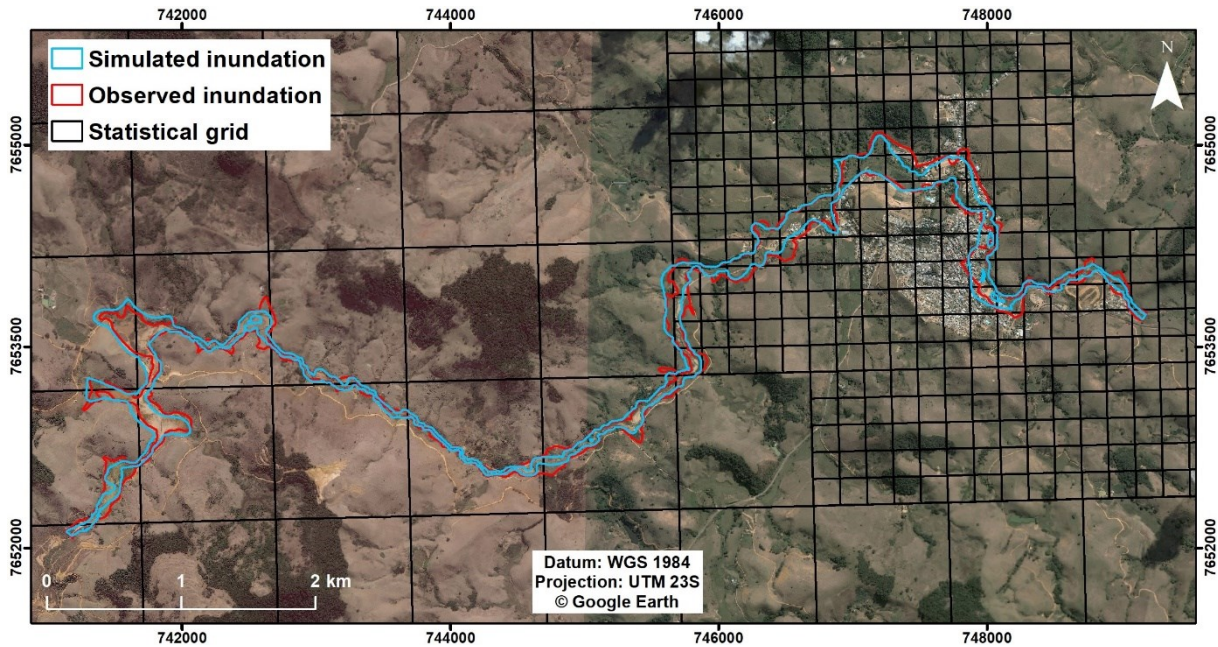 742000 744000 746000 748000
Simulated inundation
Observed inundation
Statistical grid
N
7655000 7655000
7653500 7653500
7652000 7652000
0 1 2 km
Datum: WGS 1984
Projection: UTM 23S
© Google Earth
742000 744000 746000 748000